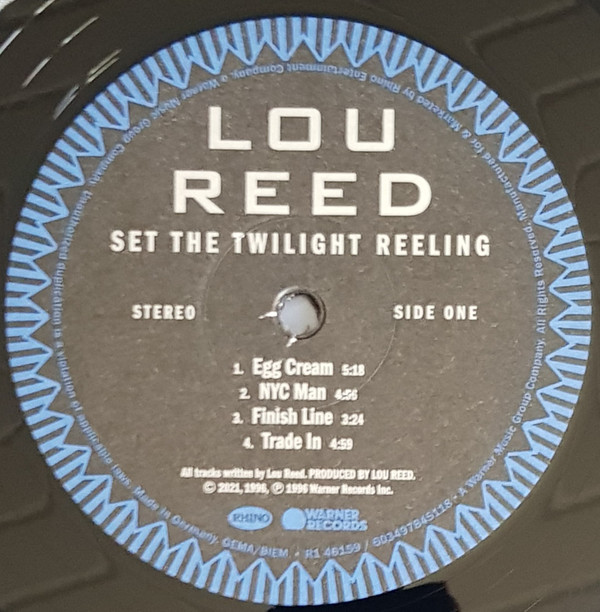 LOU
REED
SET THE TWILIGHT REELING
STEREO
SIDE ONE
1. Egg Cream 5:18
2. NYC Man 4:56
3. Finish Line 3:24
4. Trade In 4:59
All tracks written by Lou Reed. PRODUCED BY LOU REED.
© 2021, 1996, ℗ 1996 Warner Records Inc.
RHINO
WARNER
RECORDS
Manufactured for & Marketed by Rhino Entertainment Company, a Warner Music Group Company. Unauthorized duplication is a violation of applicable laws. Made in Germany. GEMA/BIEM • R1 46159 / 603497845118 • A Warner Music Group Company. All Rights Reserved.